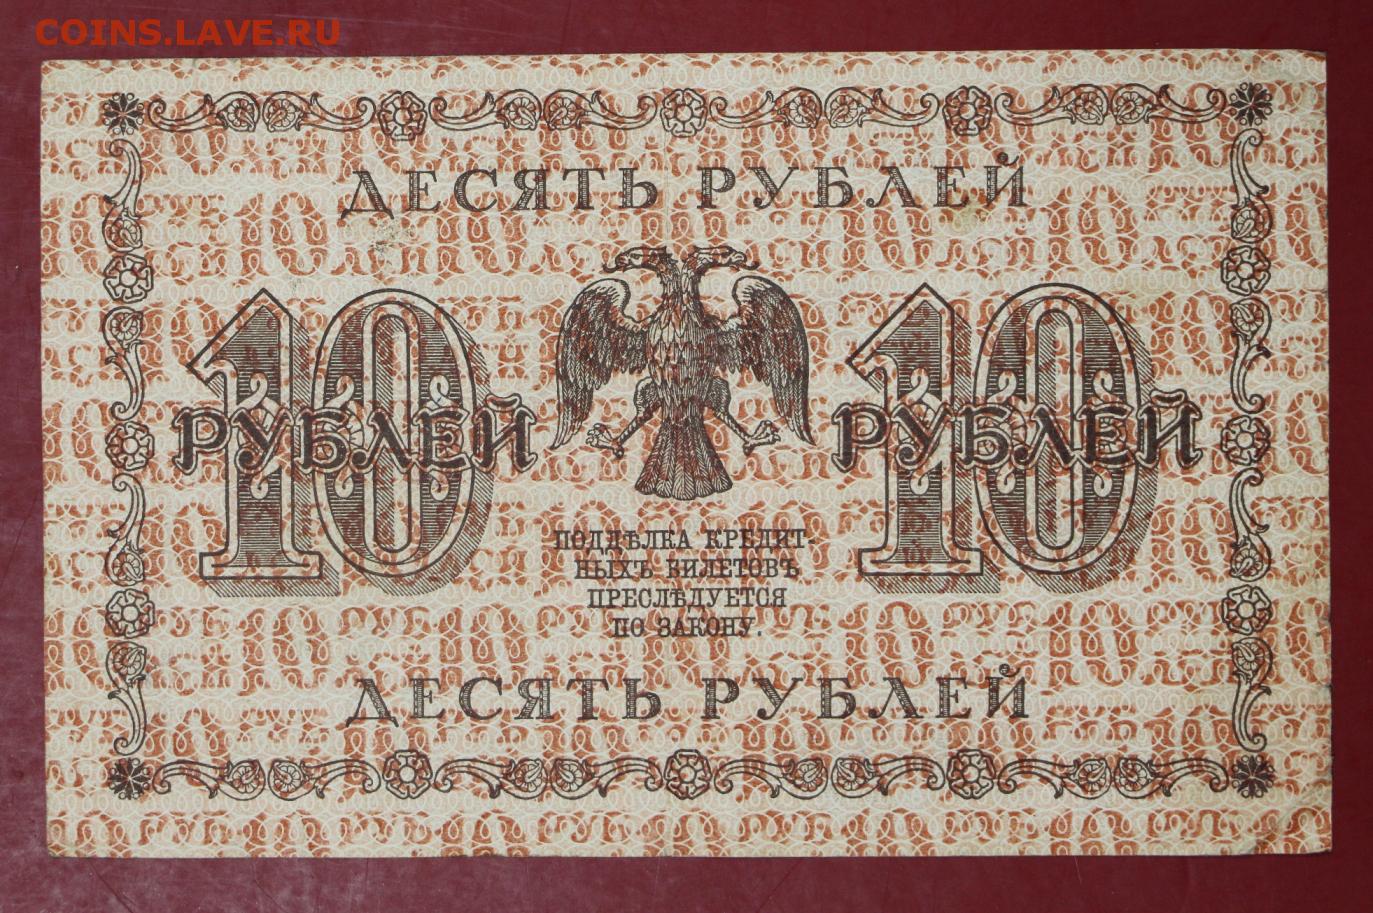 COINS.LAVE.RU
ДЕСЯТЬ РУБЛЕЙ
10 10
РУБЛЕЙ РУБЛЕЙ
ПОДДѢЛКА КРЕДИТ-
НЫХЪ БИЛЕТОВЪ
ПРЕСЛѢДУЕТСЯ
ПО ЗАКОНУ.
ДЕСЯТЬ РУБЛЕЙ